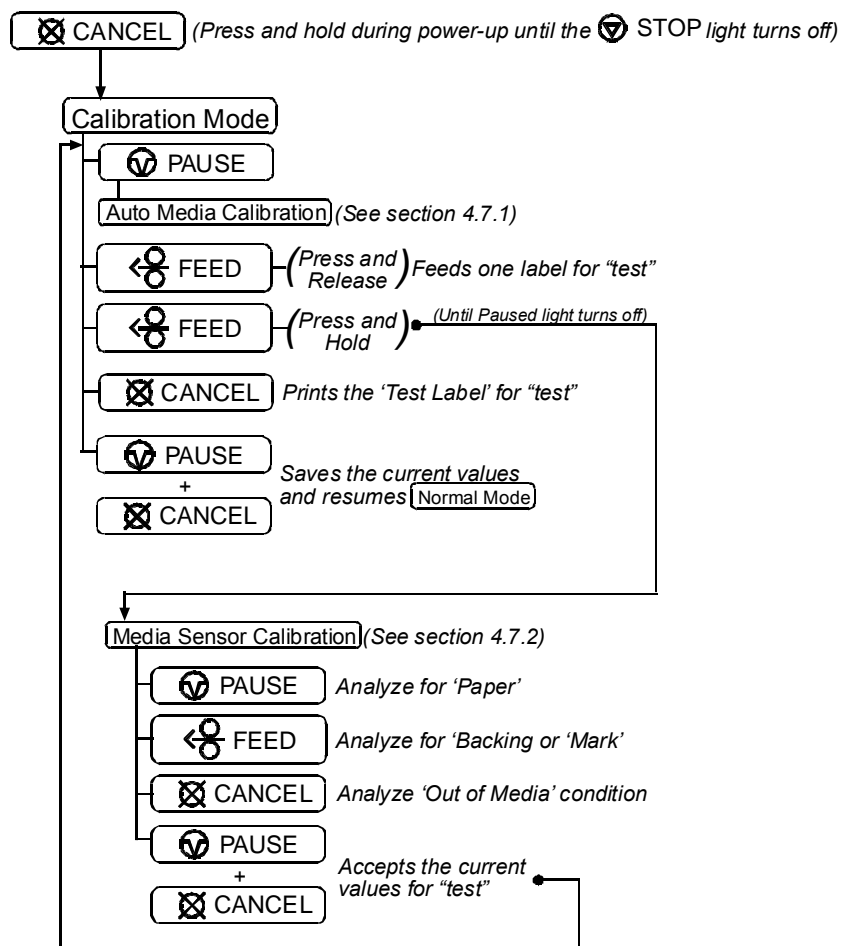 CANCEL (Press and hold during power-up until the STOP light turns off)
Calibration Mode
PAUSE
Auto Media Calibration (See section 4.7.1)
FEED (Press and Release) Feeds one label for “test”
FEED (Press and Hold) (Until Paused light turns off)
CANCEL Prints the ‘Test Label’ for “test”
PAUSE
+
CANCEL
Saves the current values
and resumes Normal Mode
Media Sensor Calibration (See section 4.7.2)
PAUSE Analyze for ‘Paper’
FEED Analyze for ‘Backing or ‘Mark’
CANCEL Analyze ‘Out of Media’ condition
PAUSE
+
CANCEL
Accepts the current
values for “test”